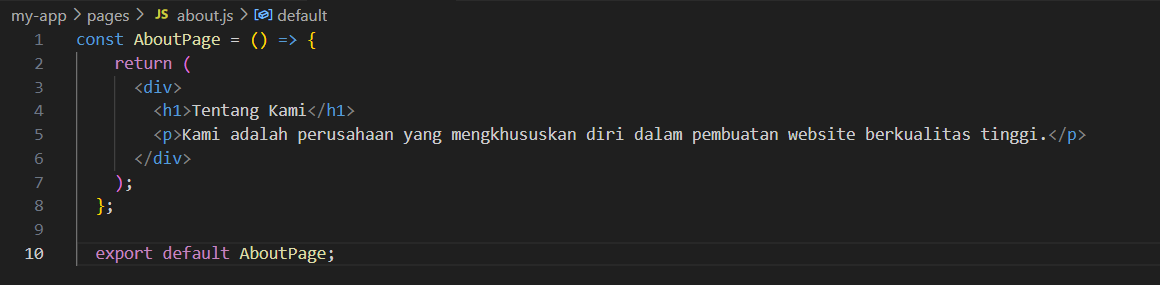 my-app > pages > JS about.js > default
1 const AboutPage = () => {
2 return (
3 <div>
4 <h1>Tentang Kami</h1>
5 <p>Kami adalah perusahaan yang mengkhususkan diri dalam pembuatan website berkualitas tinggi.</p>
6 </div>
7 );
8 };
9
10 export default AboutPage;